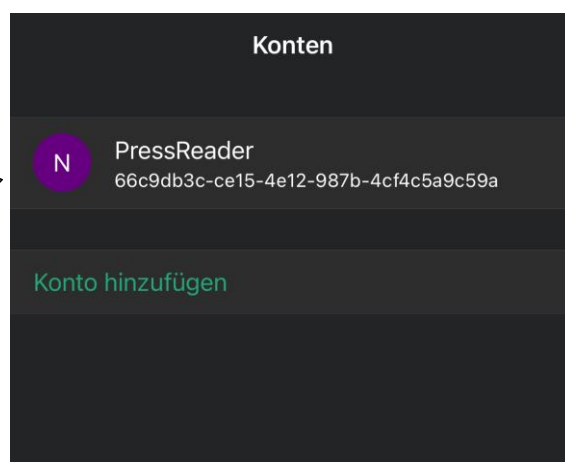 Konten
N
PressReader
66c9db3c-ce15-4e12-987b-4cf4c5a9c59a
Konto hinzufügen